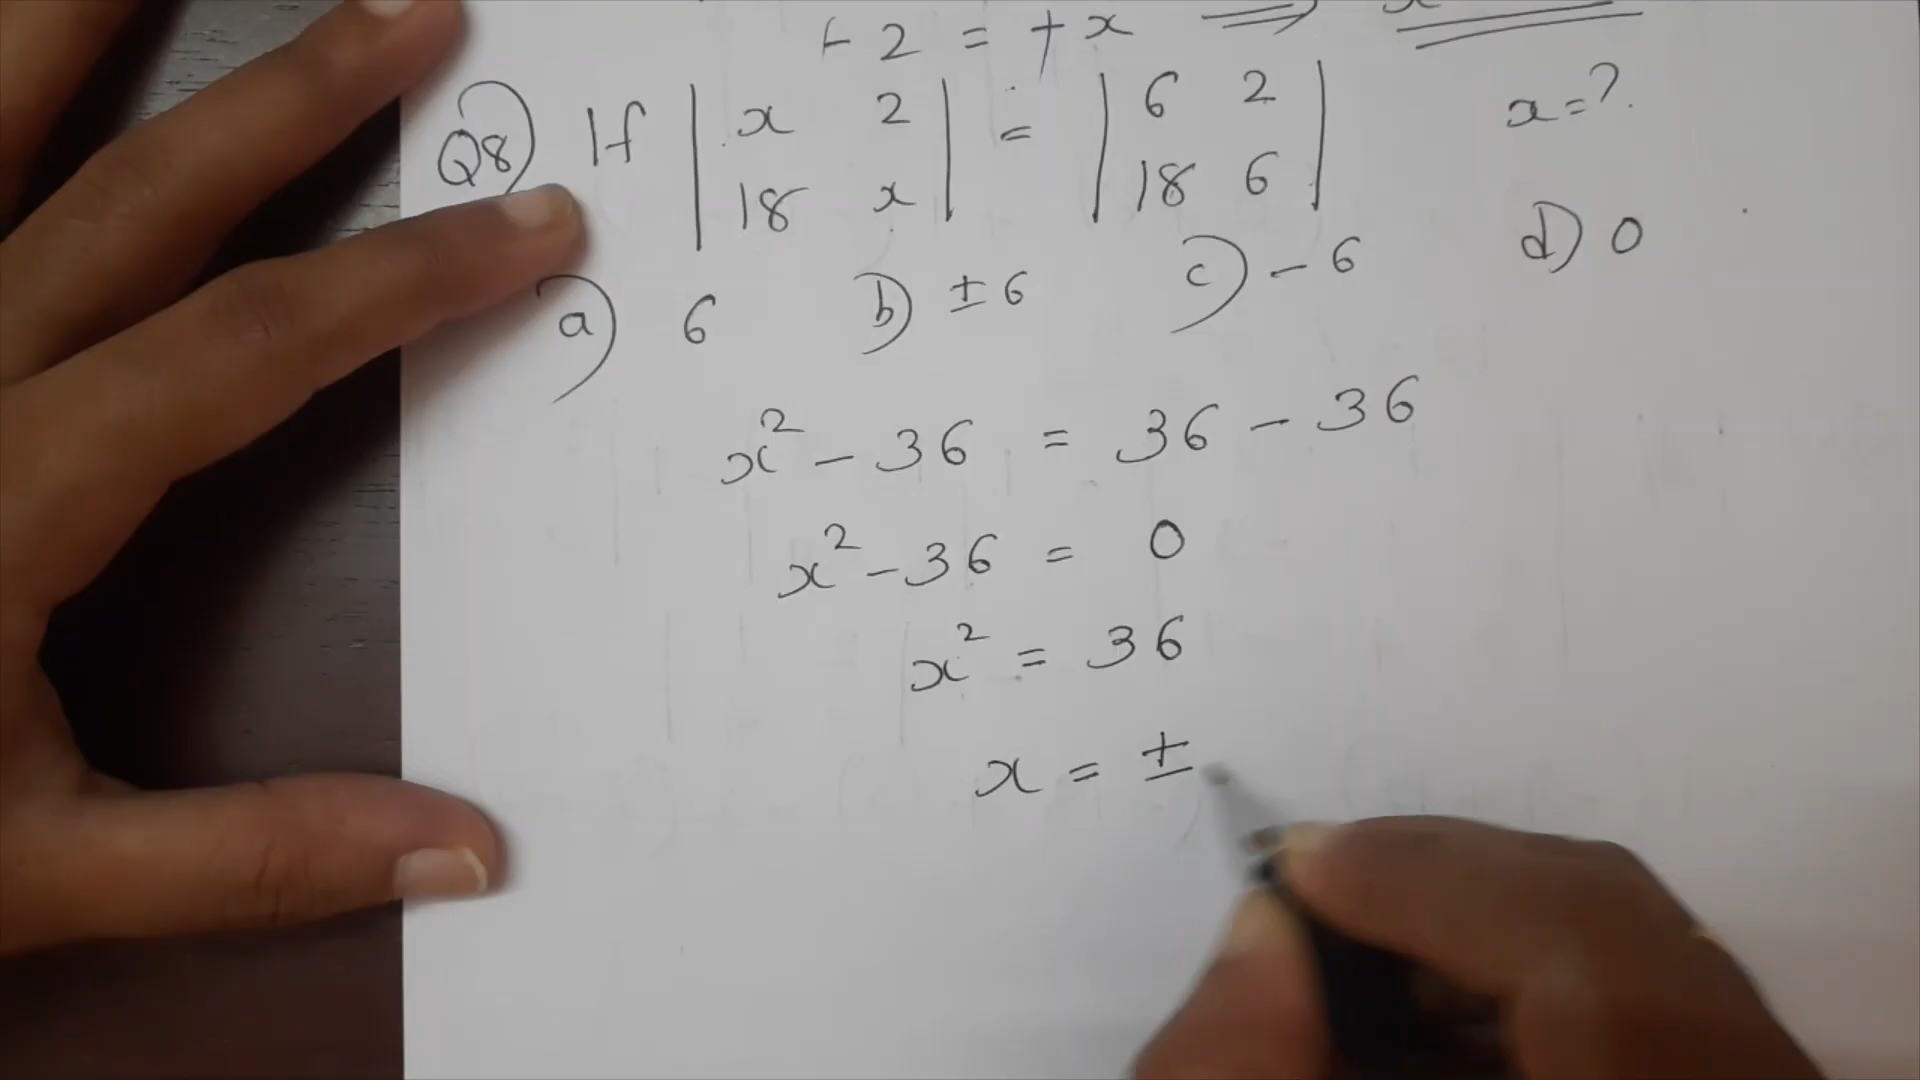 + 2 = + x ⟹
Q8) If | x 2 | = | 6 2 | x = ?
| 18 x | | 18 6 |
a) 6 b) ± 6 c) - 6 d) 0
x² - 36 = 36 - 36
x² - 36 = 0
x² = 36
x = ±